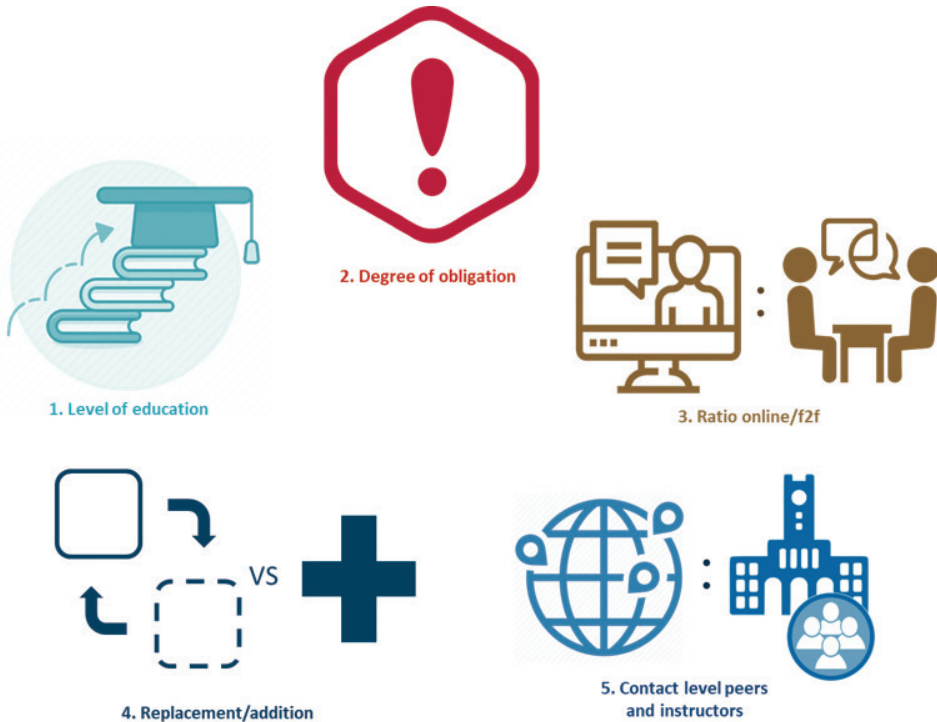 2. Degree of obligation
1. Level of education
:
3. Ratio online/f2f
VS
:
4. Replacement/addition
5. Contact level peers
and instructors